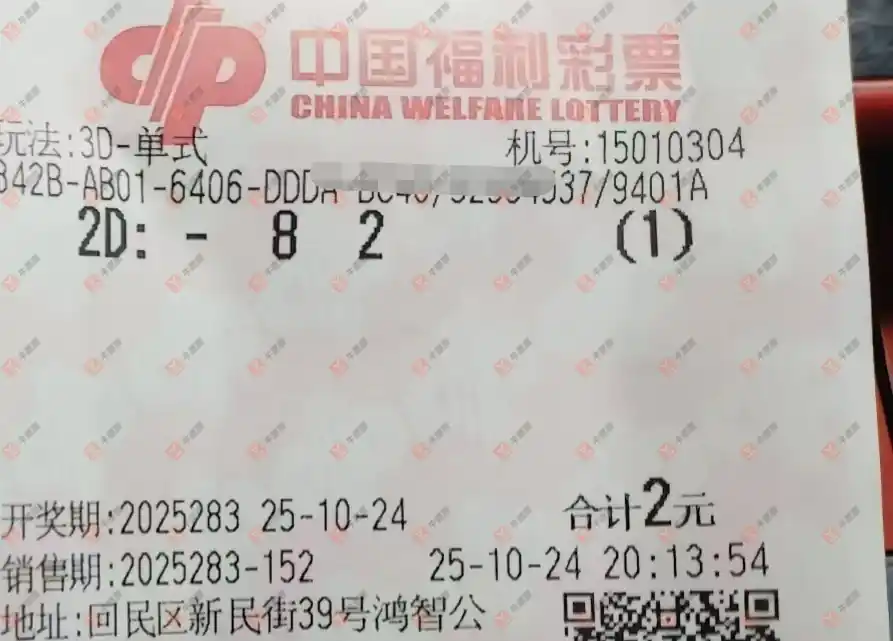 中国福利彩票
CHINA WELFARE LOTTERY
玩法:3D-单式 机号:15010304
342B-AB01-6406-DDDA 37/9401A
2D: - 8 2 (1)
开奖期:2025283 25-10-24 合计2元
销售期:2025283-152 25-10-24 20:13:54
地址:回民区新民街39号鸿智公